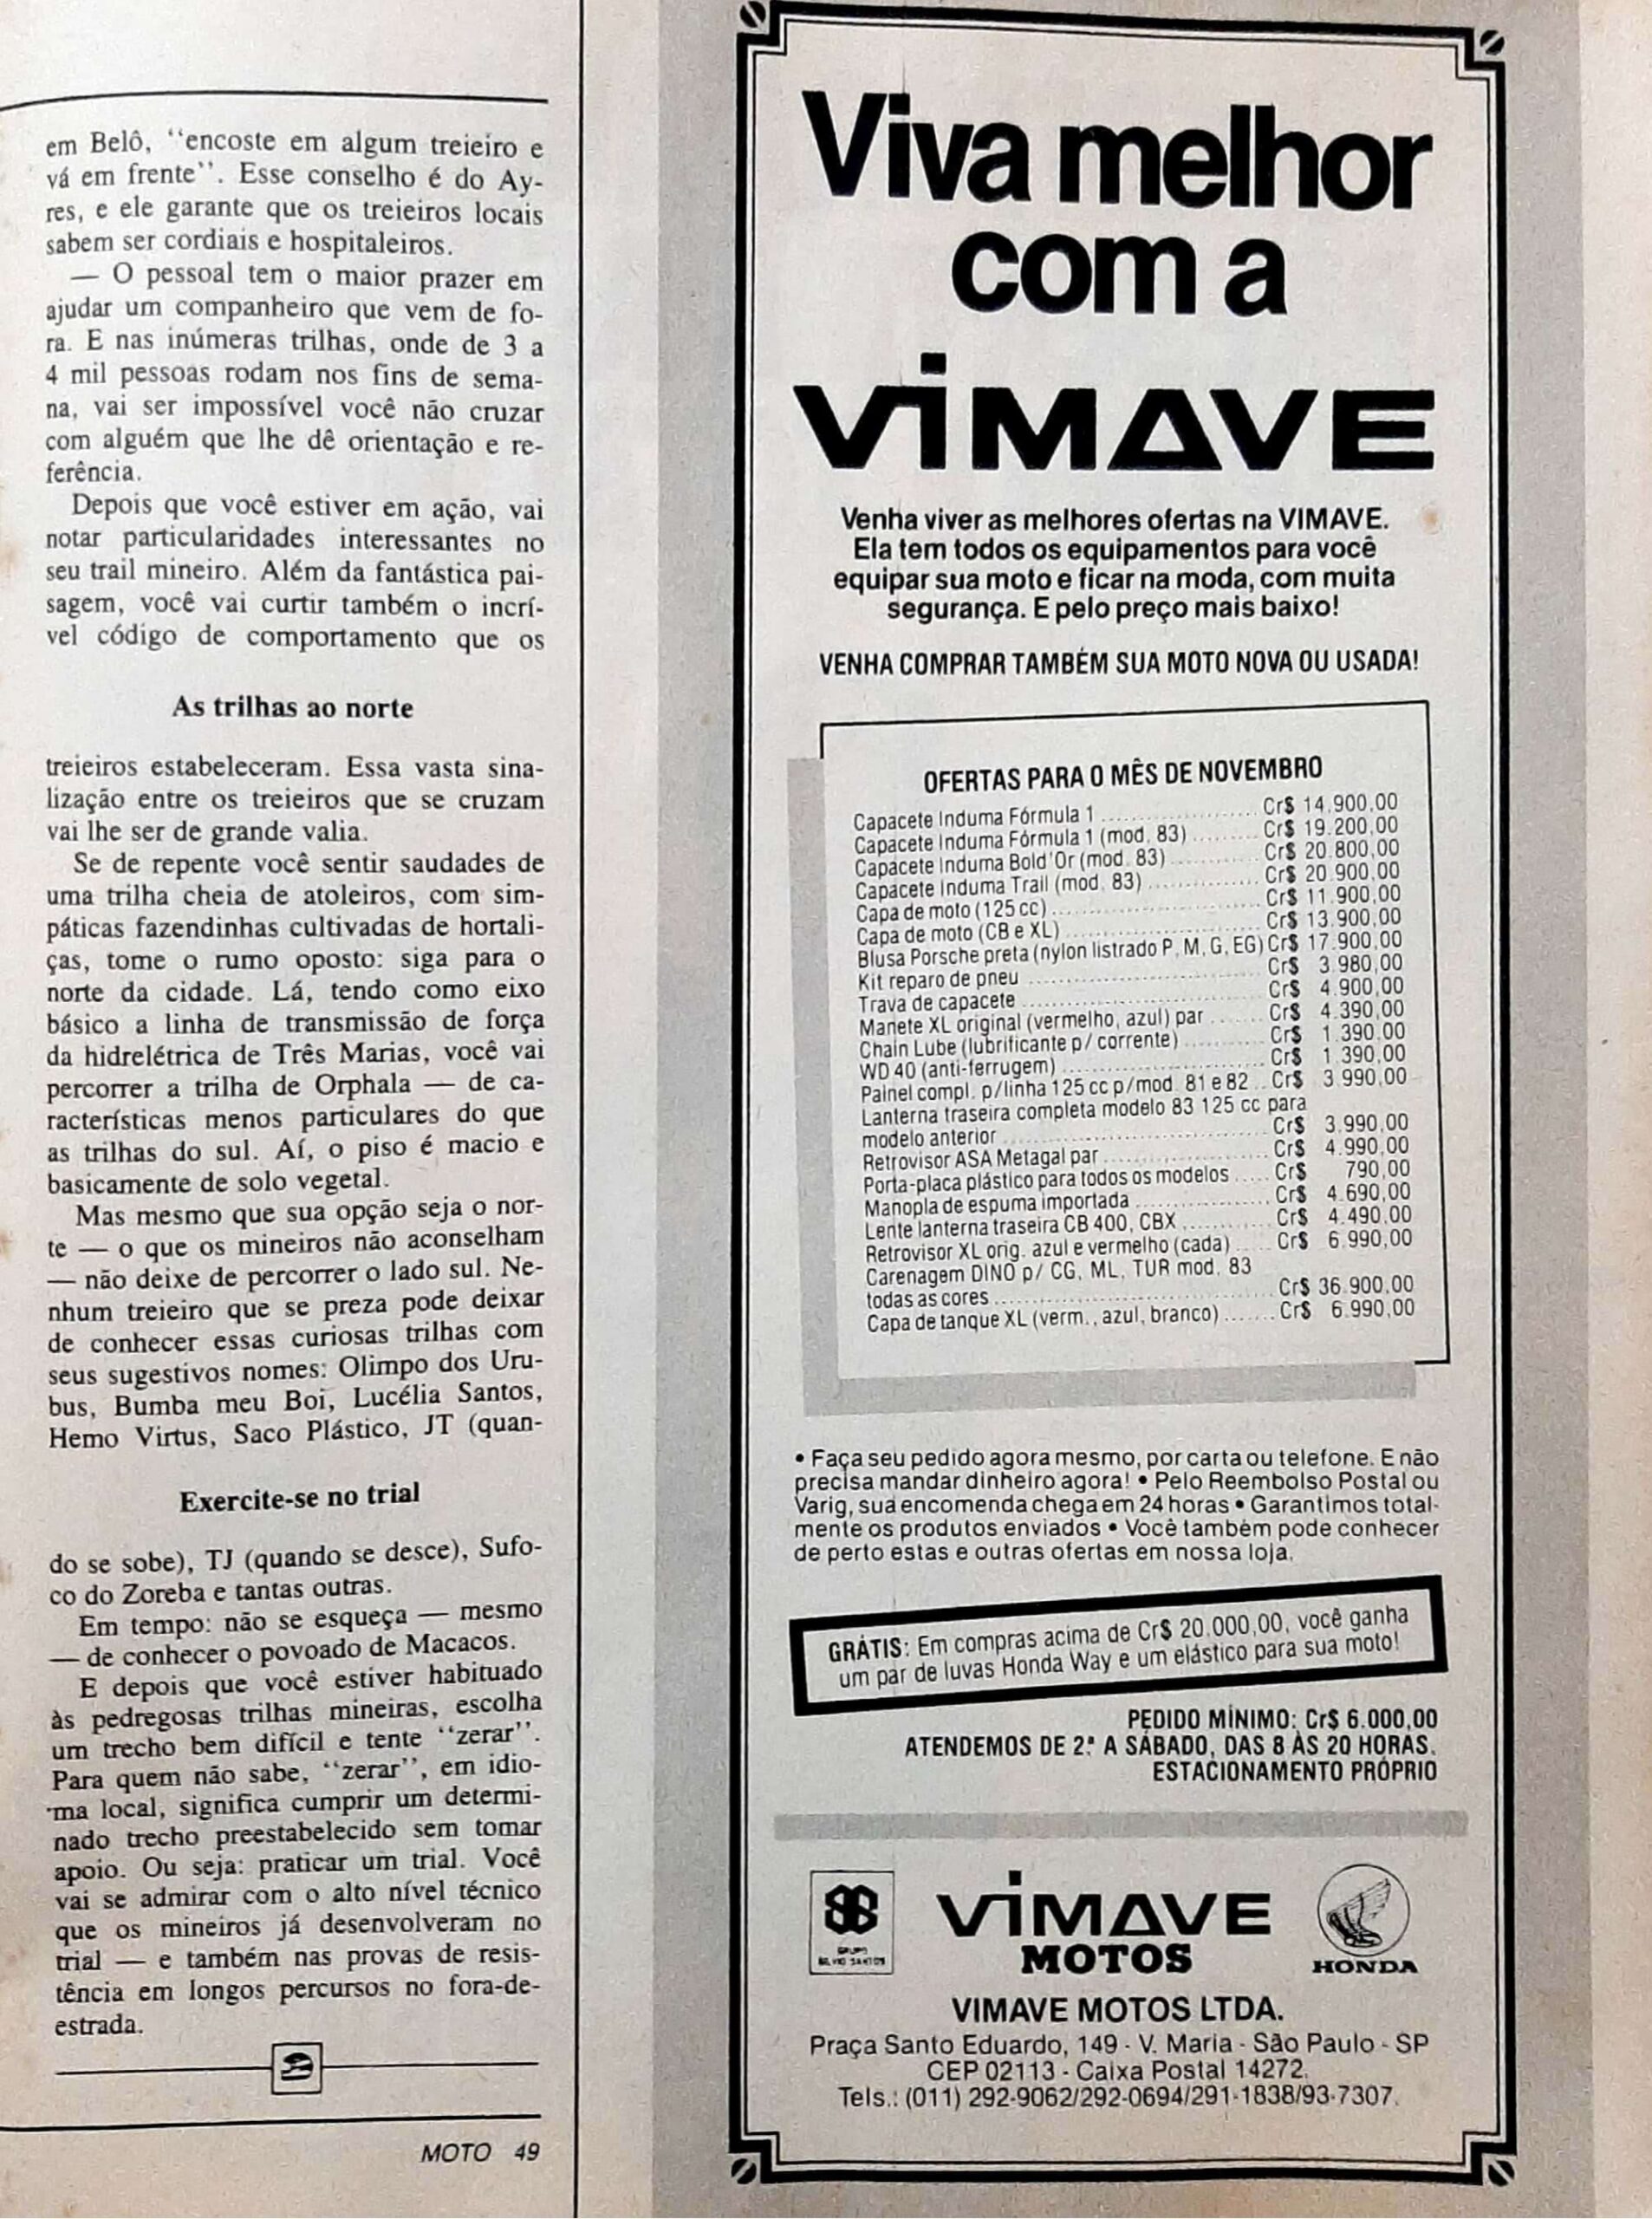 em Belô, ‘‘encoste em algum treieiro e
vá em frente’’. Esse conselho é do Ay-
res, e ele garante que os treieiros locais
sabem ser cordiais e hospitaleiros.
— O pessoal tem o maior prazer em
ajudar um companheiro que vem de fo-
ra. E nas inúmeras trilhas, onde de 3 a
4 mil pessoas rodam nos fins de sema-
na, vai ser impossível você não cruzar
com alguém que lhe dê orientação e re-
ferência.
Depois que você estiver em ação, vai
notar particularidades interessantes no
seu trail mineiro. Além da fantástica pai-
sagem, você vai curtir também o incrí-
vel código de comportamento que os
As trilhas ao norte
treieiros estabeleceram. Essa vasta sina-
lização entre os treieiros que se cruzam
vai lhe ser de grande valia.
Se de repente você sentir saudades de
uma trilha cheia de atoleiros, com sim-
páticas fazendinhas cultivadas de hortali-
ças, tome o rumo oposto: siga para o
norte da cidade. Lá, tendo como eixo
básico a linha de transmissão de força
da hidrelétrica de Três Marias, você vai
percorrer a trilha de Orphala — de ca-
racterísticas menos particulares do que
as trilhas do sul. Aí, o piso é macio e
basicamente de solo vegetal.
Mas mesmo que sua opção seja o nor-
te — o que os mineiros não aconselham
— não deixe de percorrer o lado sul. Ne-
nhum treieiro que se preza pode deixar
de conhecer essas curiosas trilhas com
seus sugestivos nomes: Olimpo dos Uru-
bus, Bumba meu Boi, Lucélia Santos,
Hemo Virtus, Saco Plástico, JT (quan-
Exercite-se no trial
do se sobe), TJ (quando se desce), Sufo-
co do Zoreba e tantas outras.
Em tempo: não se esqueça — mesmo
— de conhecer o povoado de Macacos.
E depois que você estiver habituado
às pedregosas trilhas mineiras, escolha
um trecho bem difícil e tente ‘‘zerar’’.
Para quem não sabe, ‘‘zerar’’, em idio-
ma local, significa cumprir um determi-
nado trecho preestabelecido sem tomar
apoio. Ou seja: praticar um trial. Você
vai se admirar com o alto nível técnico
que os mineiros já desenvolveram no
trial — e também nas provas de resis-
tência em longos percursos no fora-de-
estrada.
MOTO 49
Viva melhor
com a
VIMAVE
Venha viver as melhores ofertas na VIMAVE.
Ela tem todos os equipamentos para você
equipar sua moto e ficar na moda, com muita
segurança. E pelo preço mais baixo!
VENHA COMPRAR TAMBÉM SUA MOTO NOVA OU USADA!
OFERTAS PARA O MÊS DE NOVEMBRO
Capacete Induma Fórmula 1 ........ Cr$ 14.900,00
Capacete Induma Fórmula 1 (mod. 83) ........ Cr$ 19.200,00
Capacete Induma Bold'Or (mod. 83) ........ Cr$ 20.800,00
Capacete Induma Trail (mod. 83) ........ Cr$ 20.900,00
Capa de moto (125 cc) ........ Cr$ 11.900,00
Capa de moto (CB e XL) ........ Cr$ 13.900,00
Blusa Porsche preta (nylon listrado P, M, G, EG) Cr$ 17.900,00
Kit reparo de pneu ........ Cr$ 3.980,00
Trava de capacete ........ Cr$ 4.900,00
Manete XL original (vermelho, azul) par ....... Cr$ 4.390,00
Chain Lube (lubrificante p/ corrente) ........ Cr$ 1.390,00
WD 40 (anti-ferrugem) ........ Cr$ 1.390,00
Painel compl. p/linha 125 cc p/mod. 81 e 82 .. Cr$ 3.990,00
Lanterna traseira completa modelo 83 125 cc para
modelo anterior ........ Cr$ 3.990,00
Retrovisor ASA Metagal par ........ Cr$ 4.990,00
Porta-placa plástico para todos os modelos ..... Cr$ 790,00
Manopla de espuma importada ........ Cr$ 4.690,00
Lente lanterna traseira CB 400, CBX ........ Cr$ 4.490,00
Retrovisor XL orig. azul e vermelho (cada) ..... Cr$ 6.990,00
Carenagem DINO p/ CG, ML, TUR mod. 83
todas as cores ........ Cr$ 36.900,00
Capa de tanque XL (verm., azul, branco) ....... Cr$ 6.990,00
• Faça seu pedido agora mesmo, por carta ou telefone. E não
precisa mandar dinheiro agora! • Pelo Reembolso Postal ou
Varig, sua encomenda chega em 24 horas • Garantimos total-
mente os produtos enviados • Você também pode conhecer
de perto estas e outras ofertas em nossa loja.
GRÁTIS: Em compras acima de Cr$ 20.000,00, você ganha
um par de luvas Honda Way e um elástico para sua moto!
PEDIDO MÍNIMO: Cr$ 6.000,00
ATENDEMOS DE 2.ª A SÁBADO, DAS 8 ÀS 20 HORAS.
ESTACIONAMENTO PRÓPRIO
GRUPO
SILVIO SANTOS
VIMAVE
MOTOS
HONDA
VIMAVE MOTOS LTDA.
Praça Santo Eduardo, 149 - V. Maria - São Paulo - SP
CEP 02113 - Caixa Postal 14272.
Tels.: (011) 292-9062/292-0694/291-1838/93-7307.